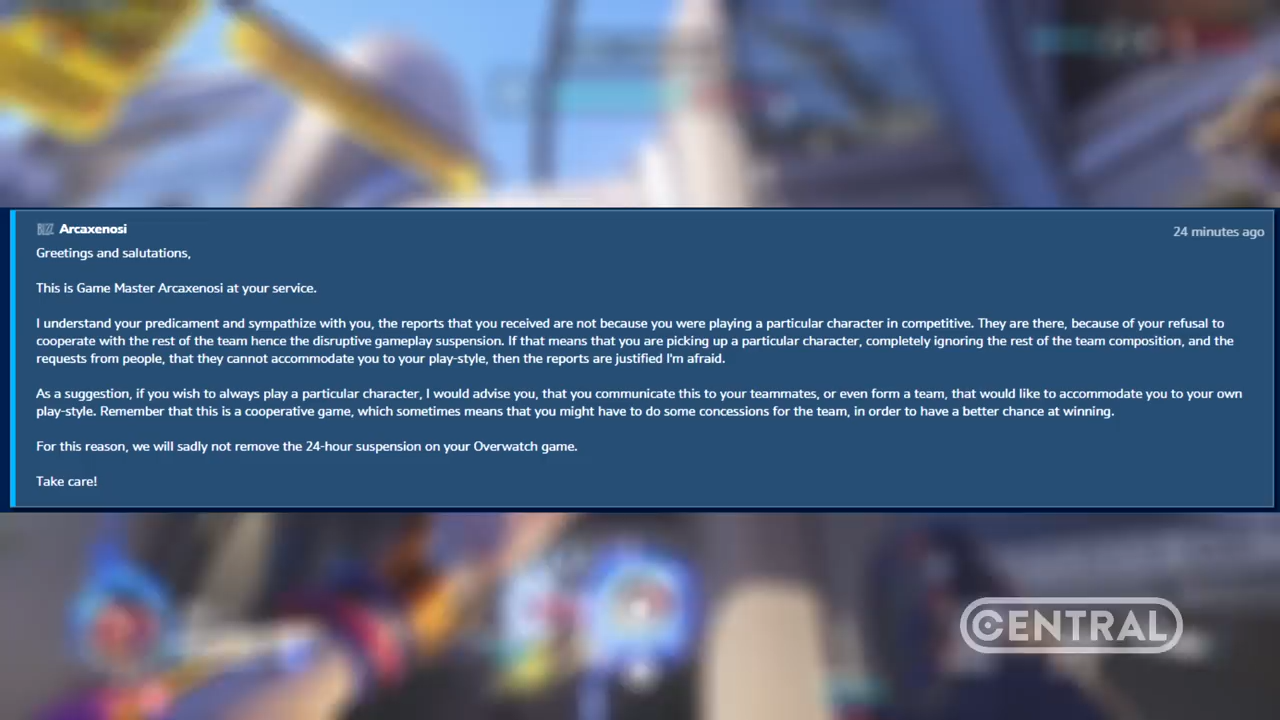 BLIZZ Arcaxenosi
24 minutes ago
Greetings and salutations,
This is Game Master Arcaxenosi at your service.
I understand your predicament and sympathize with you, the reports that you received are not because you were playing a particular character in competitive. They are there, because of your refusal to
cooperate with the rest of the team hence the disruptive gameplay suspension. If that means that you are picking up a particular character, completely ignoring the rest of the team composition, and the
requests from people, that they cannot accommodate you to your play-style, then the reports are justified I'm afraid.
As a suggestion, if you wish to always play a particular character, I would advise you, that you communicate this to your teammates, or even form a team, that would like to accommodate you to your own
play-style. Remember that this is a cooperative game, which sometimes means that you might have to do some concessions for the team, in order to have a better chance at winning.
For this reason, we will sadly not remove the 24-hour suspension on your Overwatch game.
Take care!
CENTRAL